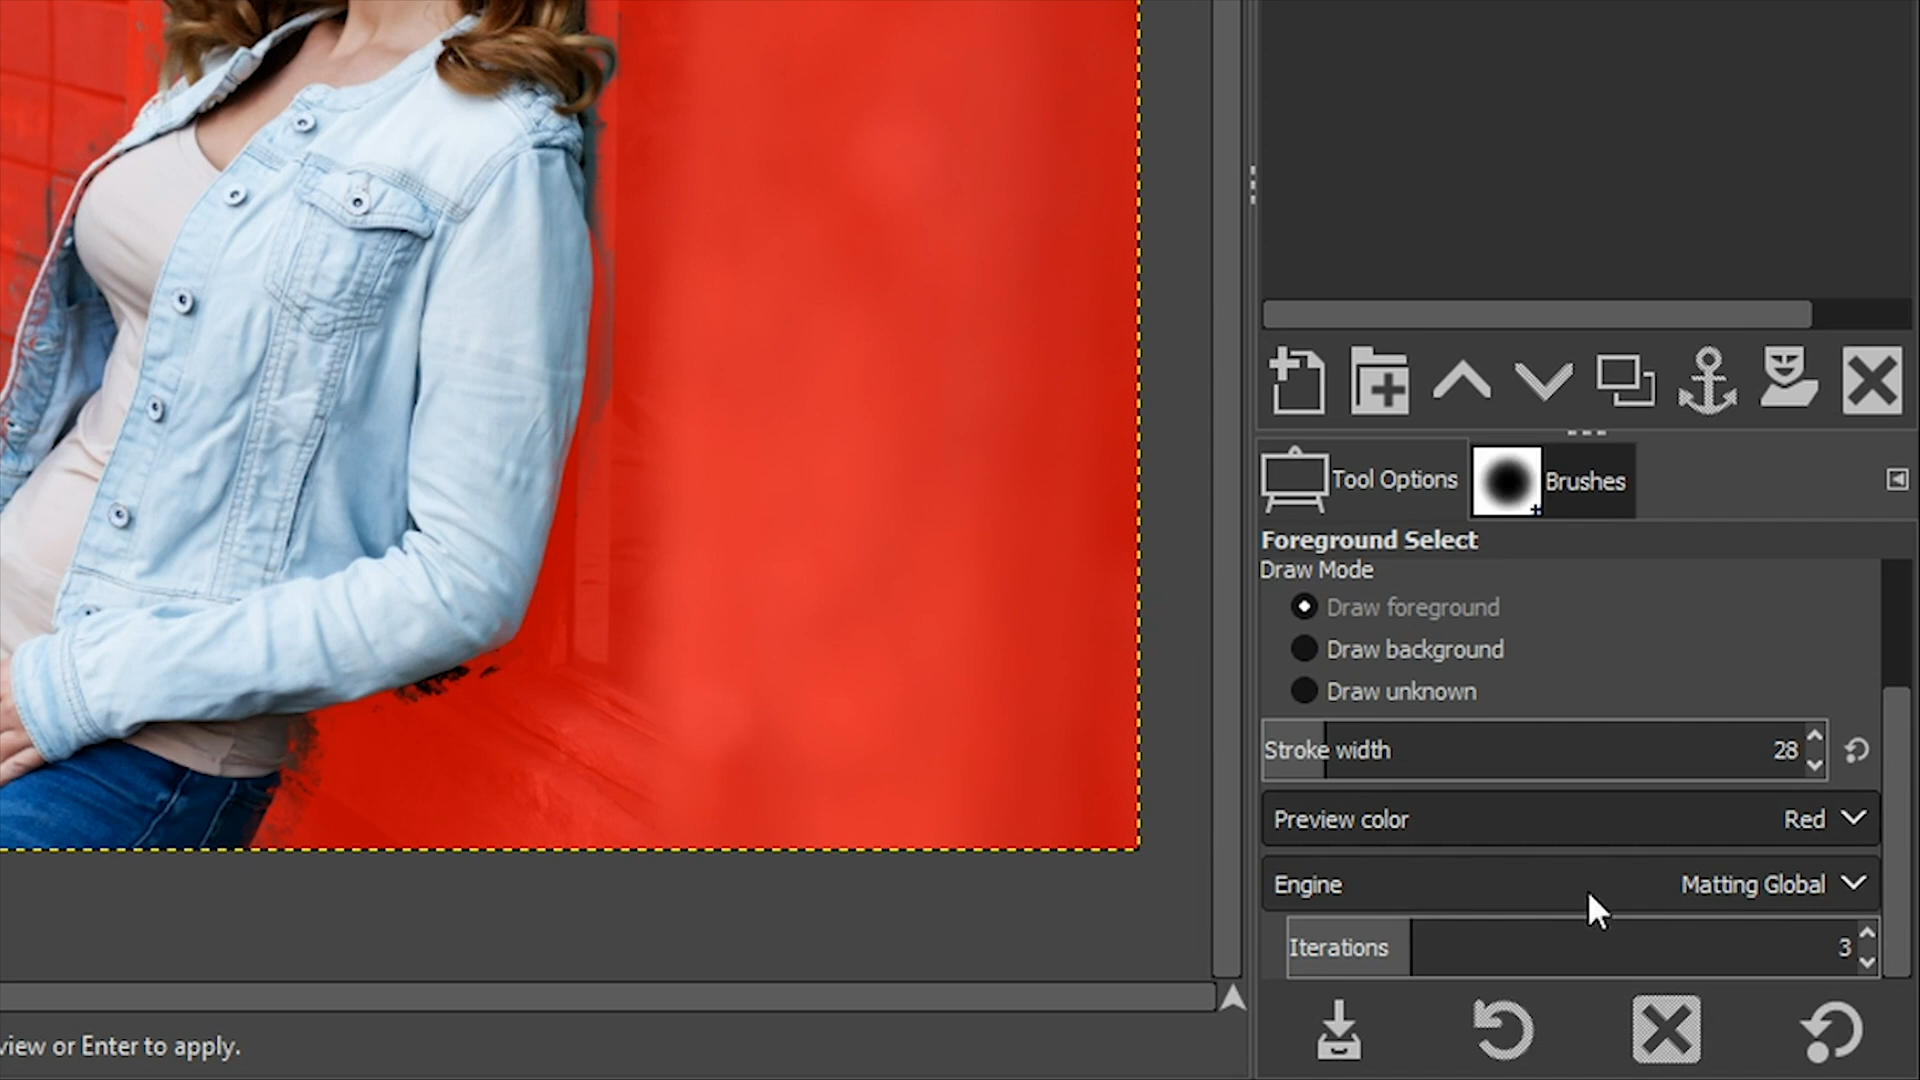 Tool Options
Brushes
Foreground Select
Draw Mode
Draw foreground
Draw background
Draw unknown
Stroke width 28
Preview color Red
Engine Matting Global
Iterations 3
view or Enter to apply.